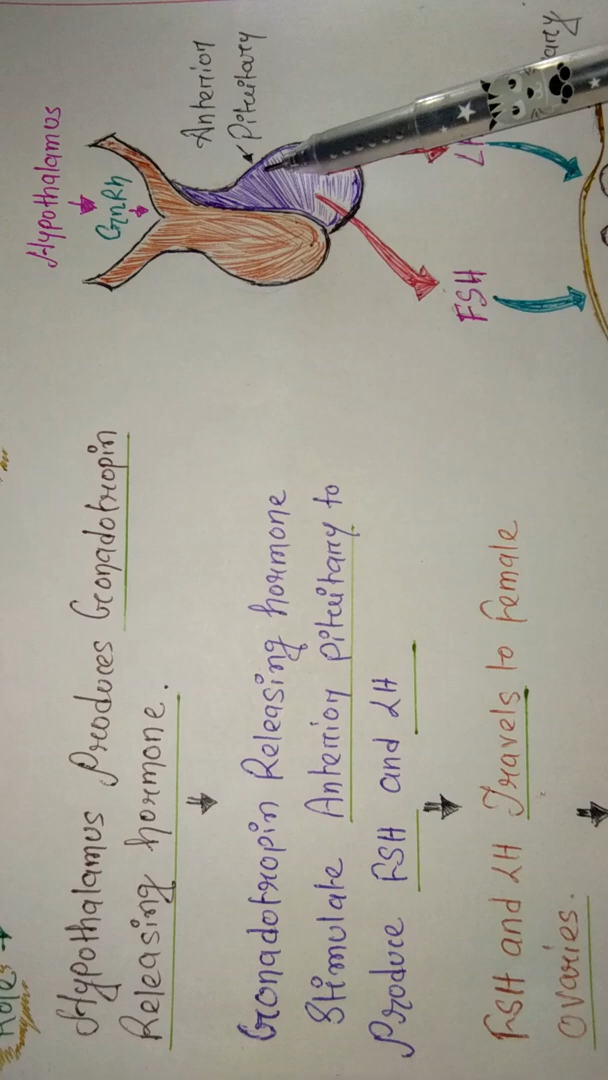 Roles →
Hypothalamus Produces Gonadotropin
Releasing hormone.
Gonadotropin Releasing hormone
Stimulate Anterior pituitary to
Produce FSH and LH
FSH and LH Travels to Female
Ovaries.
Hypothalamus
GnRh
Anterior
Pituitary
FSH